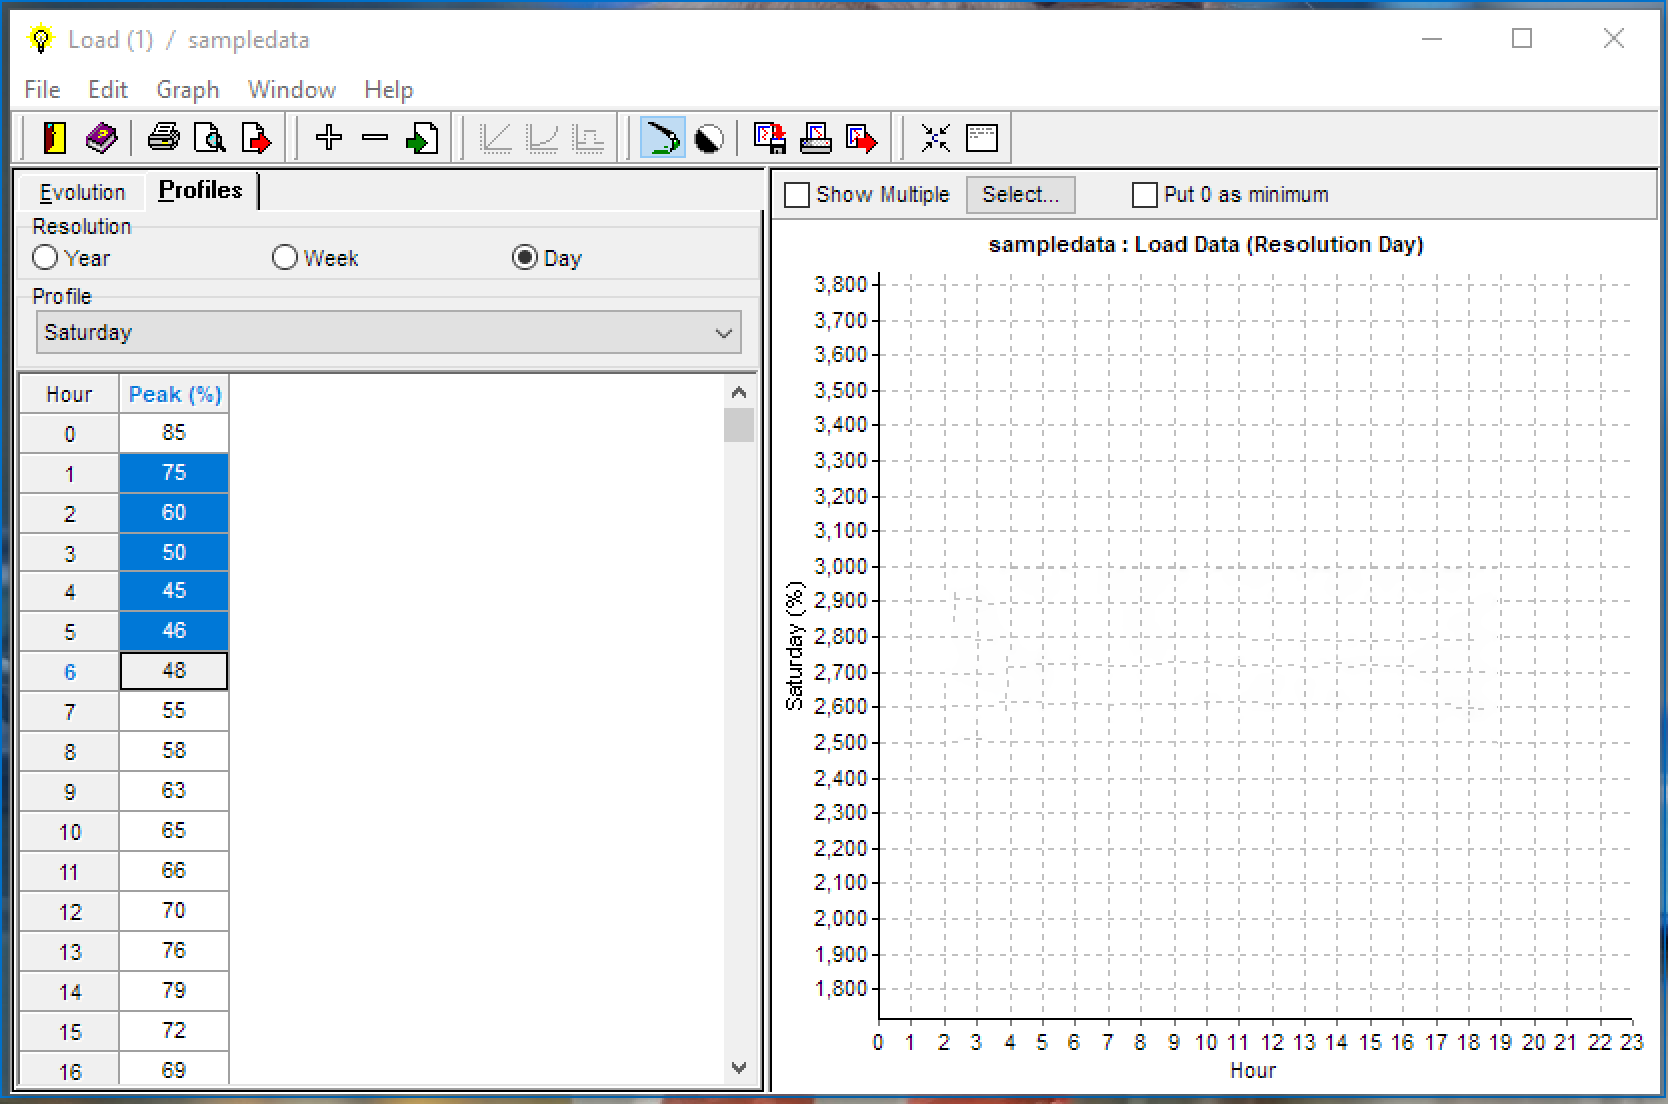 Load (1) / sampledata
File Edit Graph Window Help
Evolution Profiles
Resolution
Year Week Day
Profile
Saturday
Hour Peak (%)
0 85
1 75
2 60
3 50
4 45
5 46
6 48
7 55
8 58
9 63
10 65
11 66
12 70
13 76
14 79
15 72
16 69
Show Multiple Select... Put 0 as minimum
sampledata : Load Data (Resolution Day)
3,800
3,700
3,600
3,500
3,400
3,300
3,200
3,100
3,000
2,900
2,800
2,700
2,600
2,500
2,400
2,300
2,200
2,100
2,000
1,900
1,800
Saturday (%)
0 1 2 3 4 5 6 7 8 9 10 11 12 13 14 15 16 17 18 19 20 21 22 23
Hour